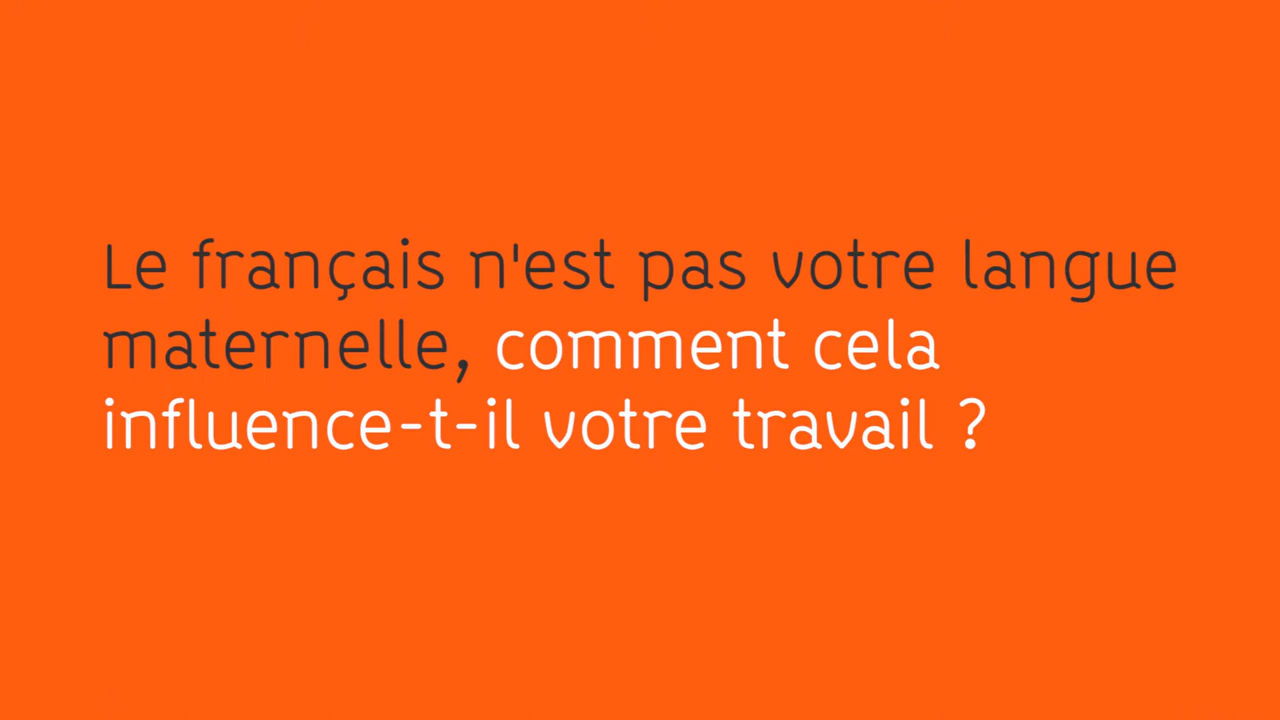 Le français n'est pas votre langue
maternelle, comment cela
influence-t-il votre travail ?